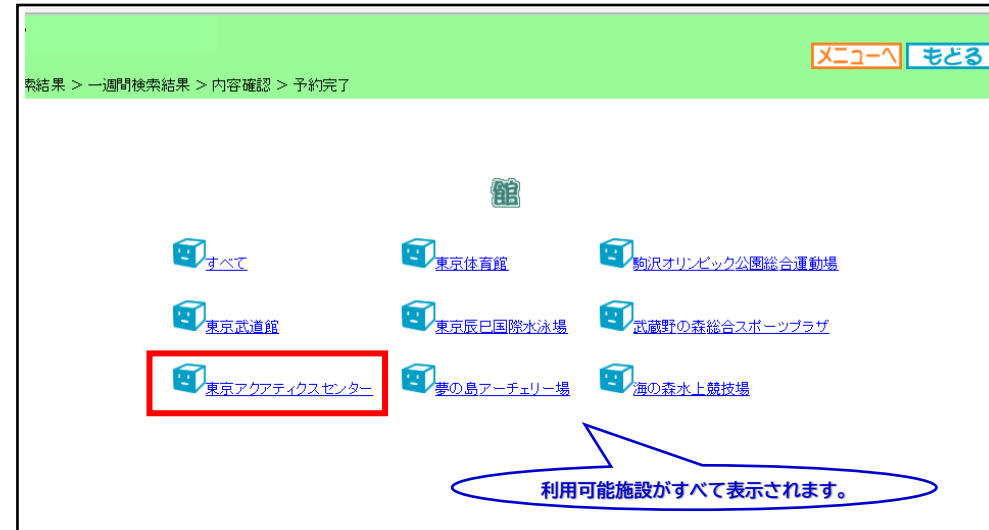 メニューへ もどる
索結果 > 一週間検索結果 > 内容確認 > 予約完了
館
すべて 東京体育館 駒沢オリンピック公園総合運動場
東京武道館 東京辰巳国際水泳場 武蔵野の森総合スポーツプラザ
東京アクアティクスセンター 夢の島アーチェリー場 海の森水上競技場
利用可能施設がすべて表示されます。